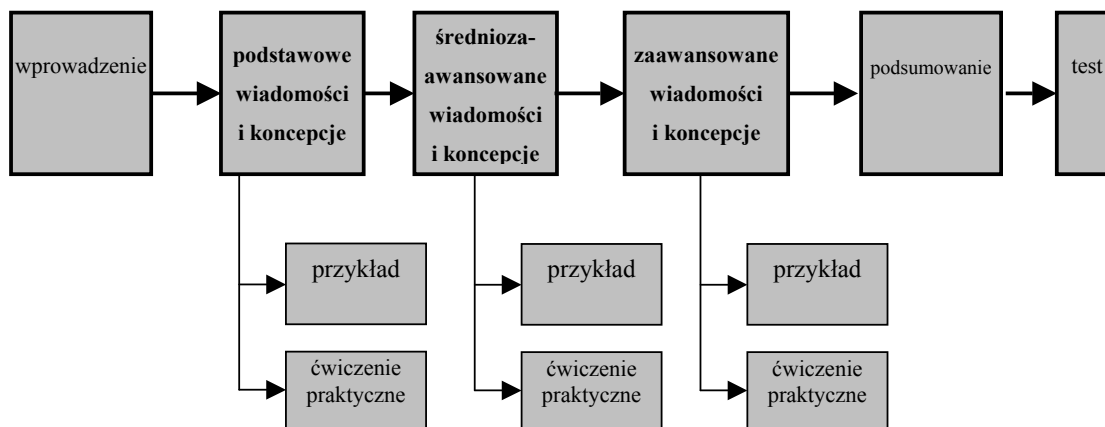 wprowadzenie
podstawowe
wiadomości
i koncepcje
średnioza-
awansowane
wiadomości
i koncepcje
zaawansowane
wiadomości
i koncepcje
podsumowanie
test
przykład
przykład
przykład
ćwiczenie
praktyczne
ćwiczenie
praktyczne
ćwiczenie
praktyczne